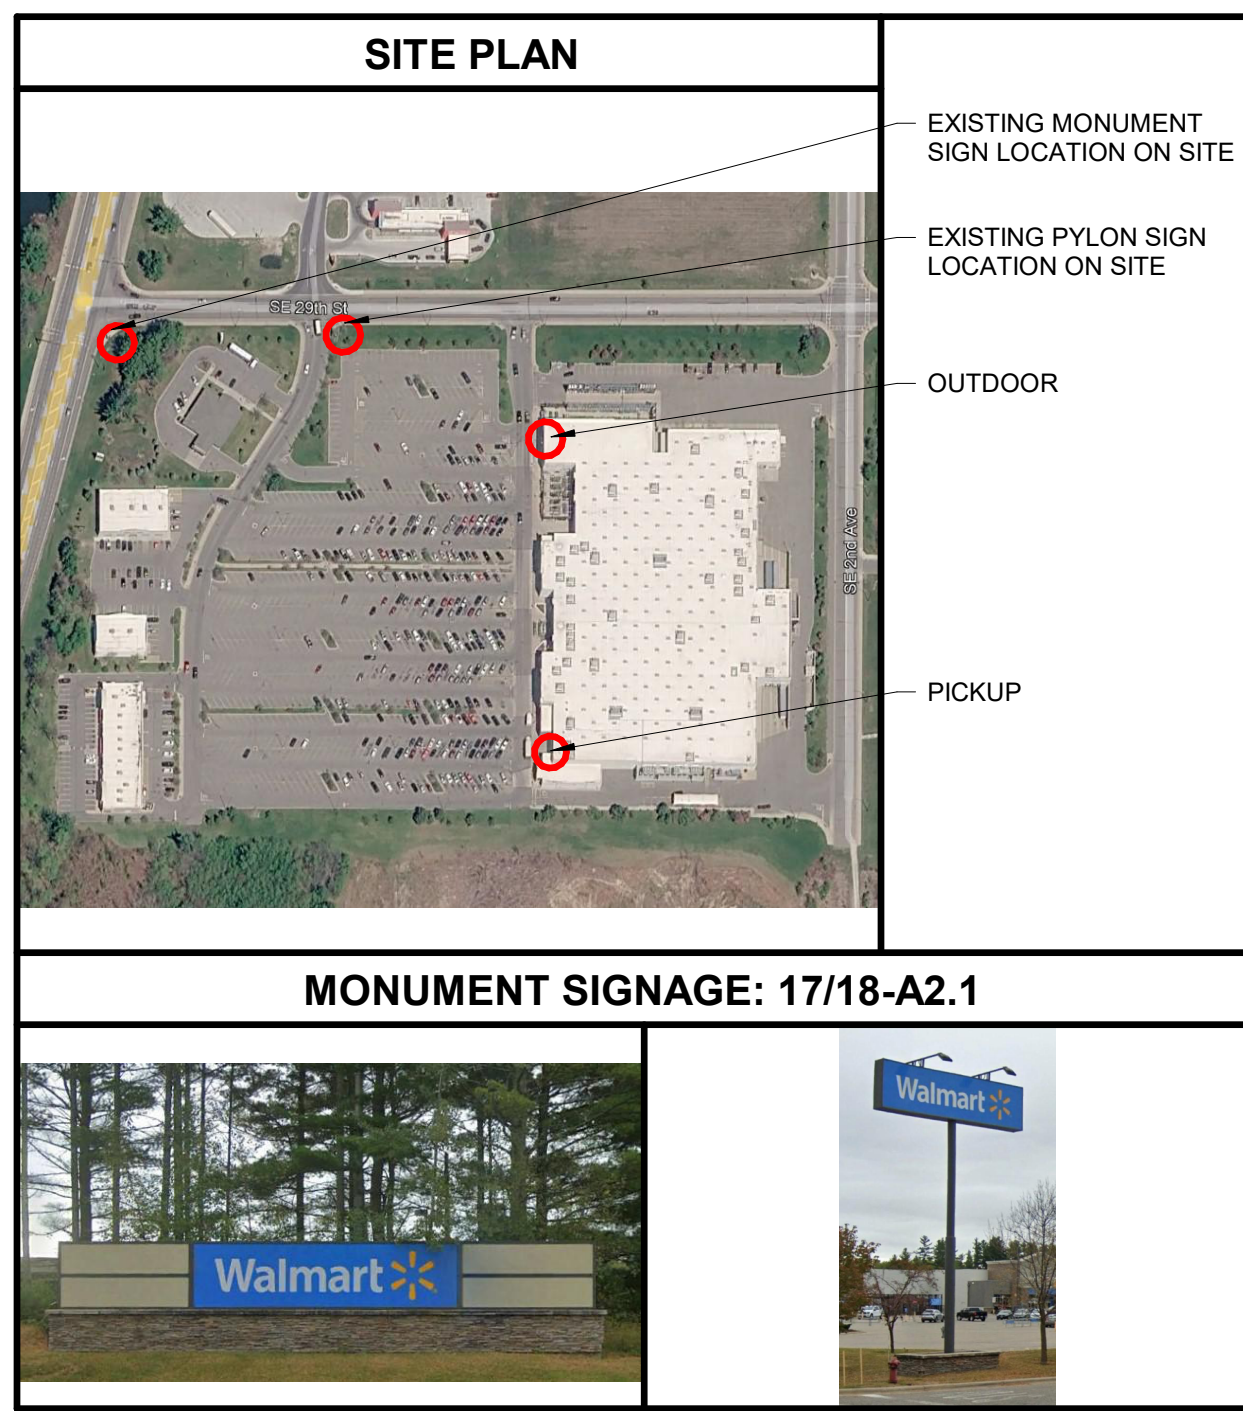 SITE PLAN
EXISTING MONUMENT
SIGN LOCATION ON SITE
EXISTING PYLON SIGN
LOCATION ON SITE
OUTDOOR
PICKUP
SE 29th St
SE 2nd Ave
MONUMENT SIGNAGE: 17/18-A2.1
Walmart
Walmart